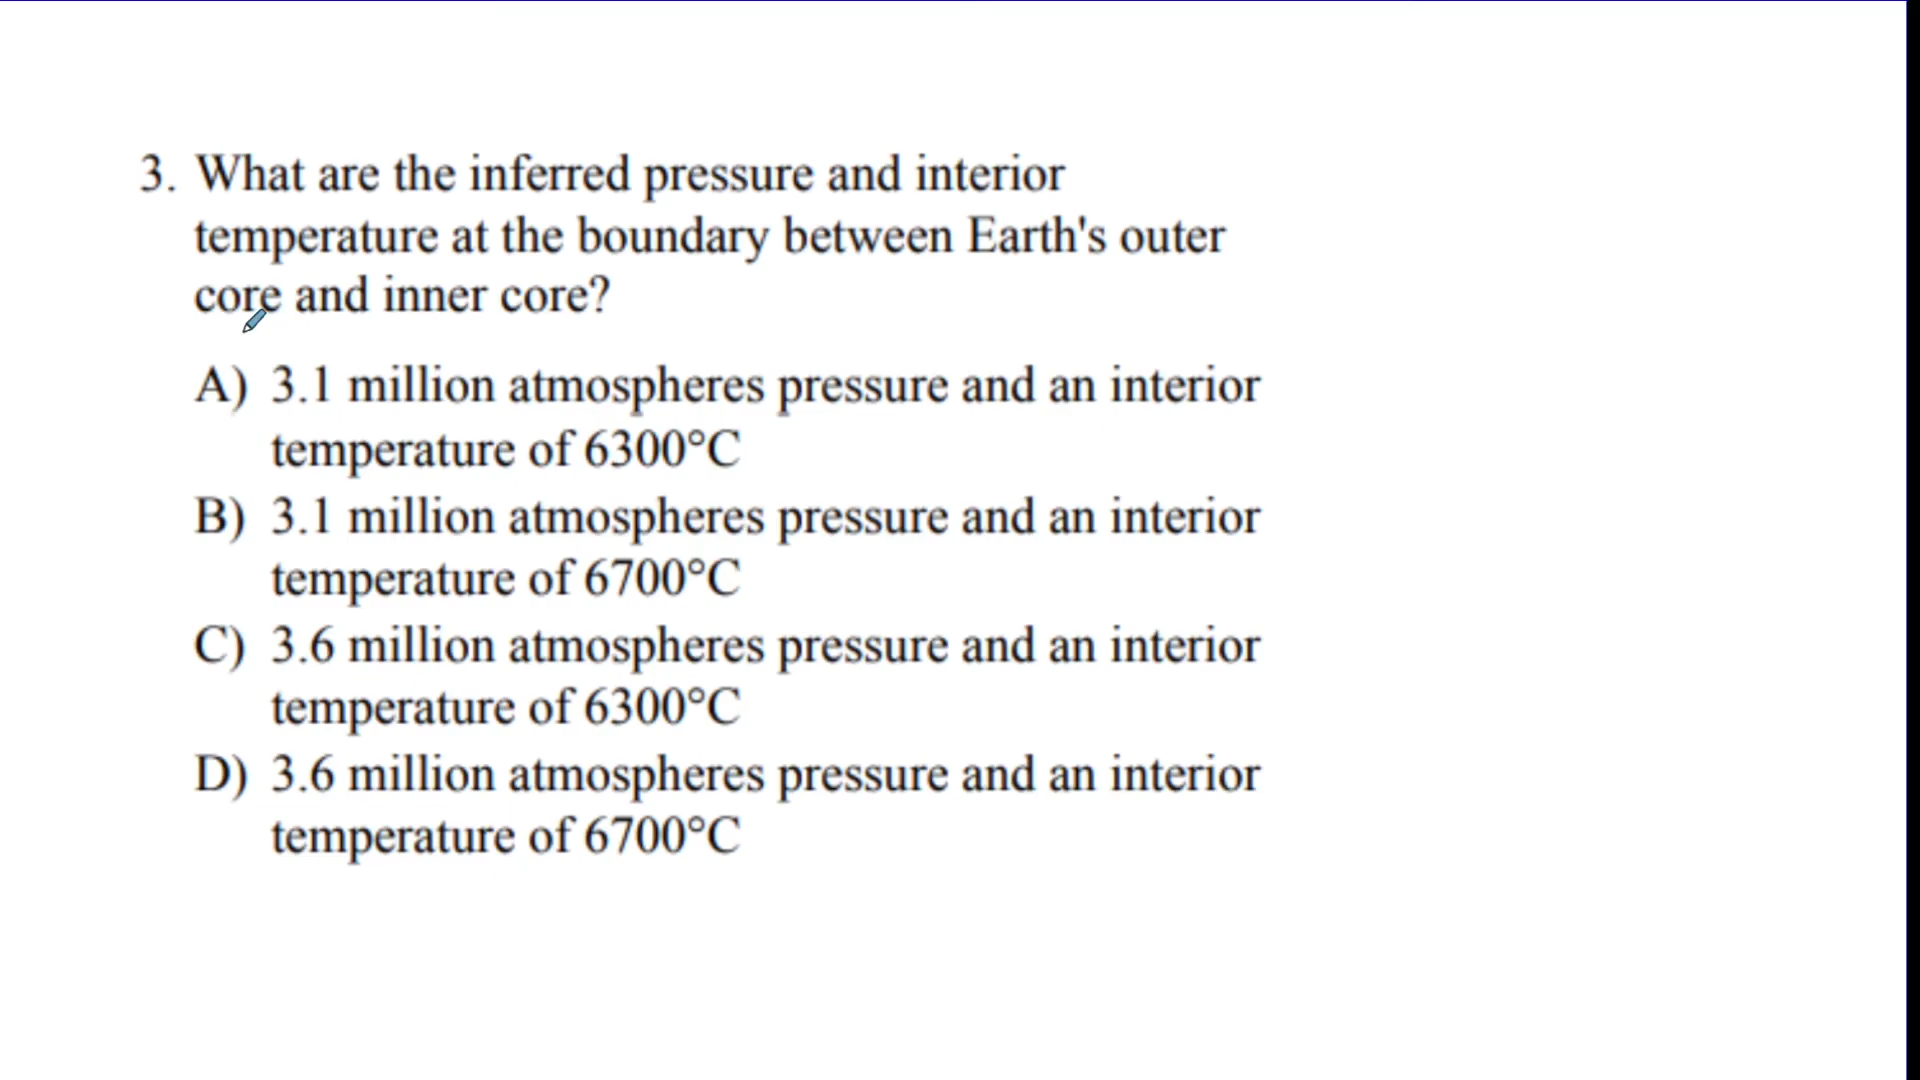 3. What are the inferred pressure and interior
temperature at the boundary between Earth's outer
core and inner core?
A) 3.1 million atmospheres pressure and an interior
temperature of 6300°C
B) 3.1 million atmospheres pressure and an interior
temperature of 6700°C
C) 3.6 million atmospheres pressure and an interior
temperature of 6300°C
D) 3.6 million atmospheres pressure and an interior
temperature of 6700°C